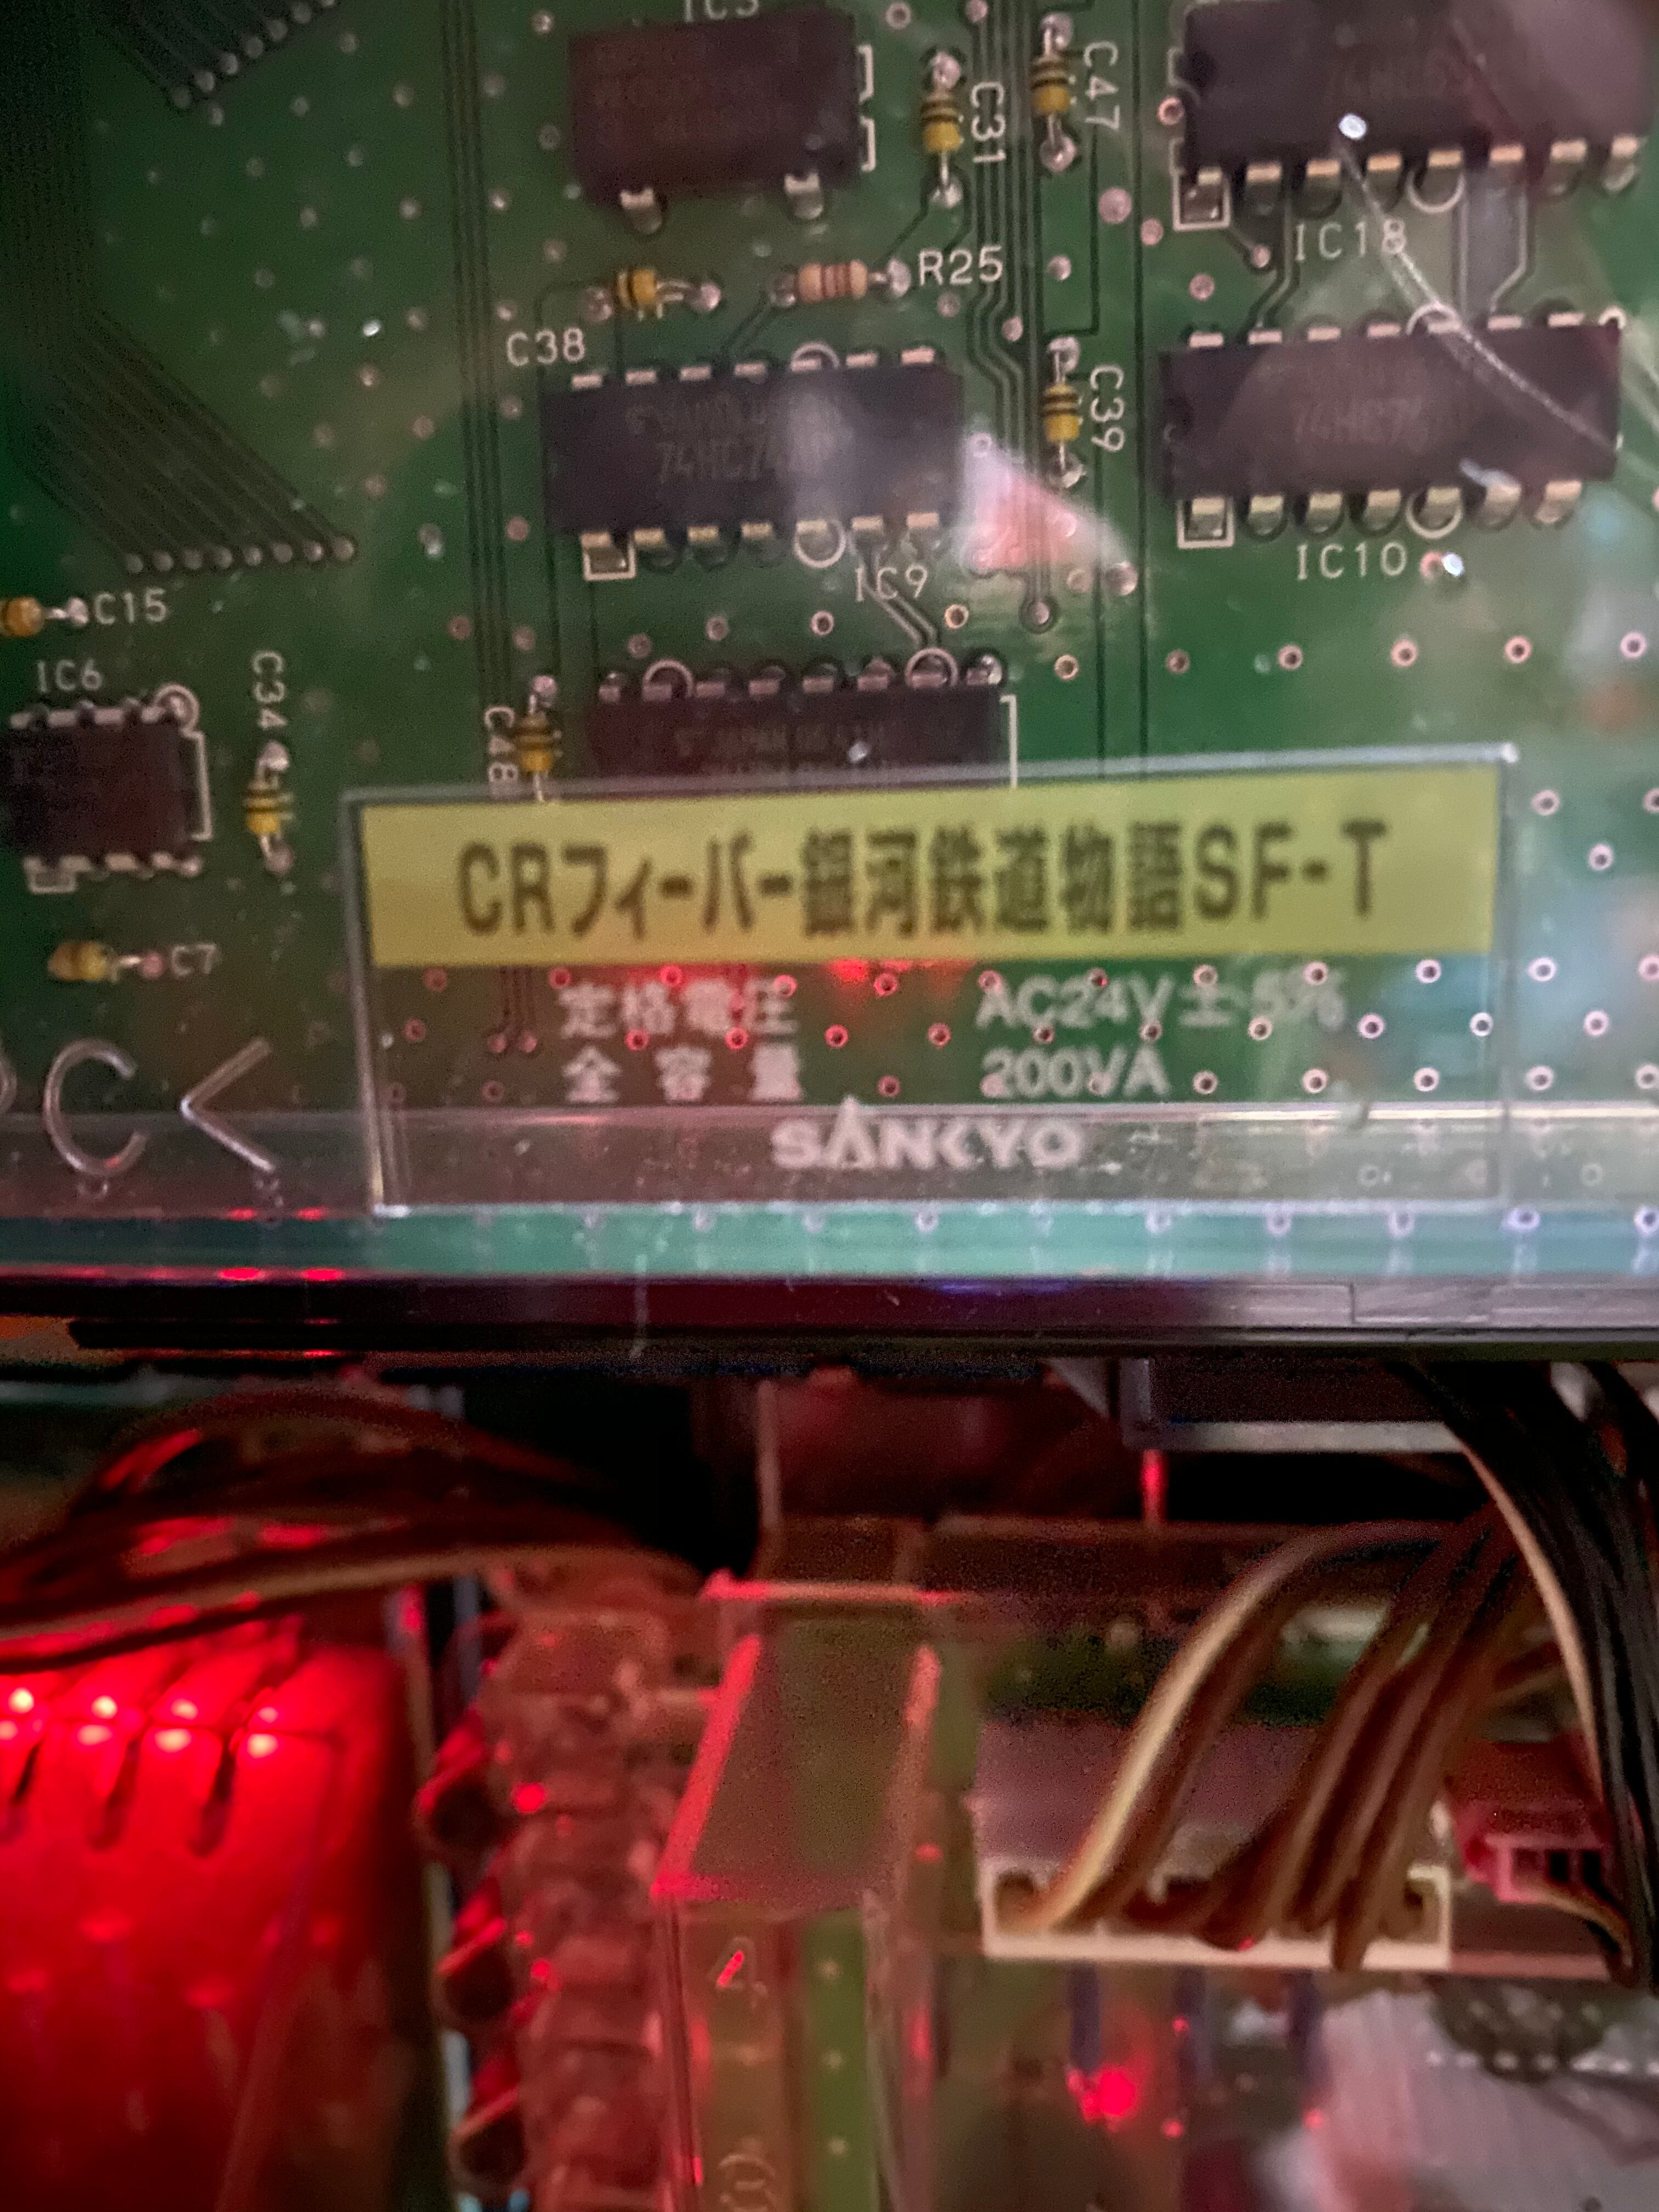 IC3
C31
C47
IC18
R25
C38
C39
74HC74
74HC74
IC9
IC10
C15
IC6
C34
C48
C7
CRフィーバー銀河鉄道物語SF-T
定格電圧 AC24V±5%
全容量 200VA
C<
SANKYO